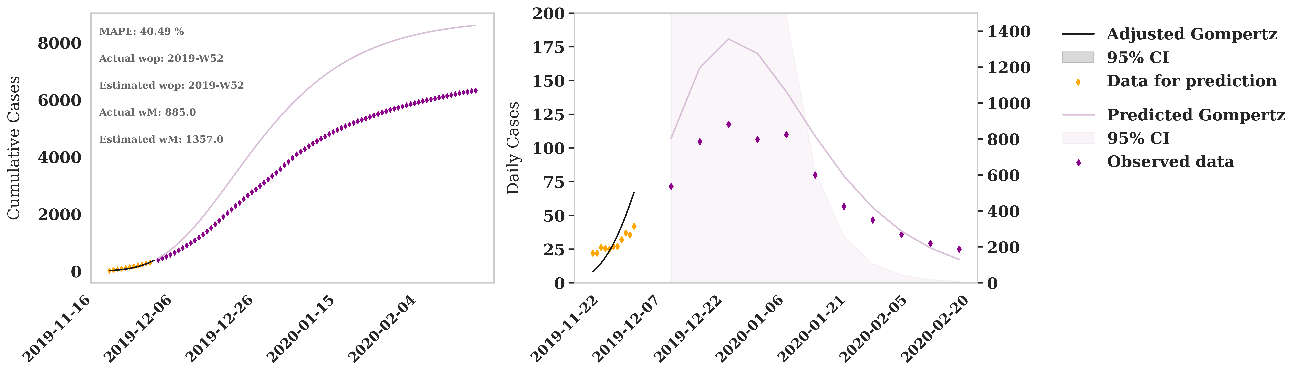 MAPE: 40.49 %
Actual wop: 2019-W52
Estimated wop: 2019-W52
Actual wM: 885.0
Estimated wM: 1357.0
Cumulative Cases
8000
6000
4000
2000
0
2019-11-16
2019-12-06
2019-12-26
2020-01-15
2020-02-04
Daily Cases
200
175
150
125
100
75
50
25
0
1400
1200
1000
800
600
400
200
0
2019-11-22
2019-12-07
2019-12-22
2020-01-06
2020-01-21
2020-02-05
2020-02-20
Adjusted Gompertz
95% CI
Data for prediction
Predicted Gompertz
95% CI
Observed data